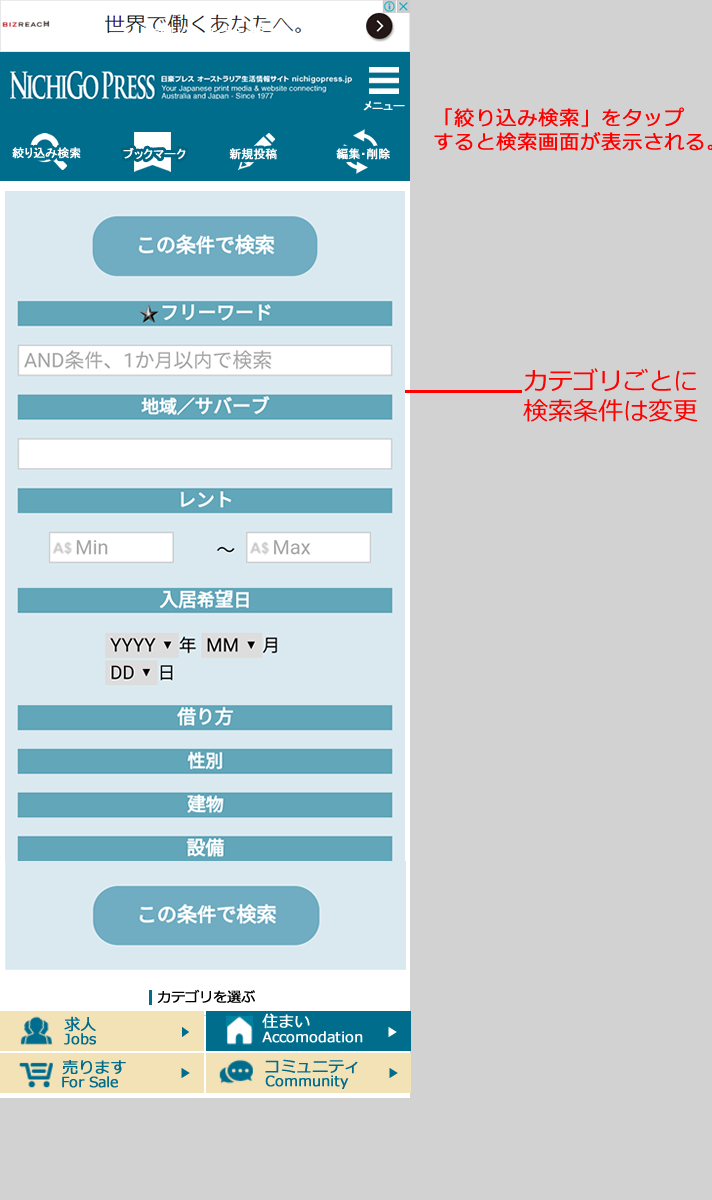 BIZREACH
世界で働くあなたへ。
NICHIGO PRESS
日豪プレス オーストラリア生活情報サイト nichigopress.jp
Your Japanese print media & website connecting
Australia and Japan - Since 1977
メニュー
絞り込み検索
ブックマーク
新規投稿
編集・削除
「絞り込み検索」をタップ
すると検索画面が表示される。
この条件で検索
フリーワード
AND条件、1か月以内で検索
カテゴリごとに
検索条件は変更
地域／サバーブ
レント
A$ Min ～ A$ Max
入居希望日
YYYY 年 MM 月
DD 日
借り方
性別
建物
設備
この条件で検索
カテゴリを選ぶ
求人
Jobs
住まい
Accomodation
売ります
For Sale
コミュニティ
Community